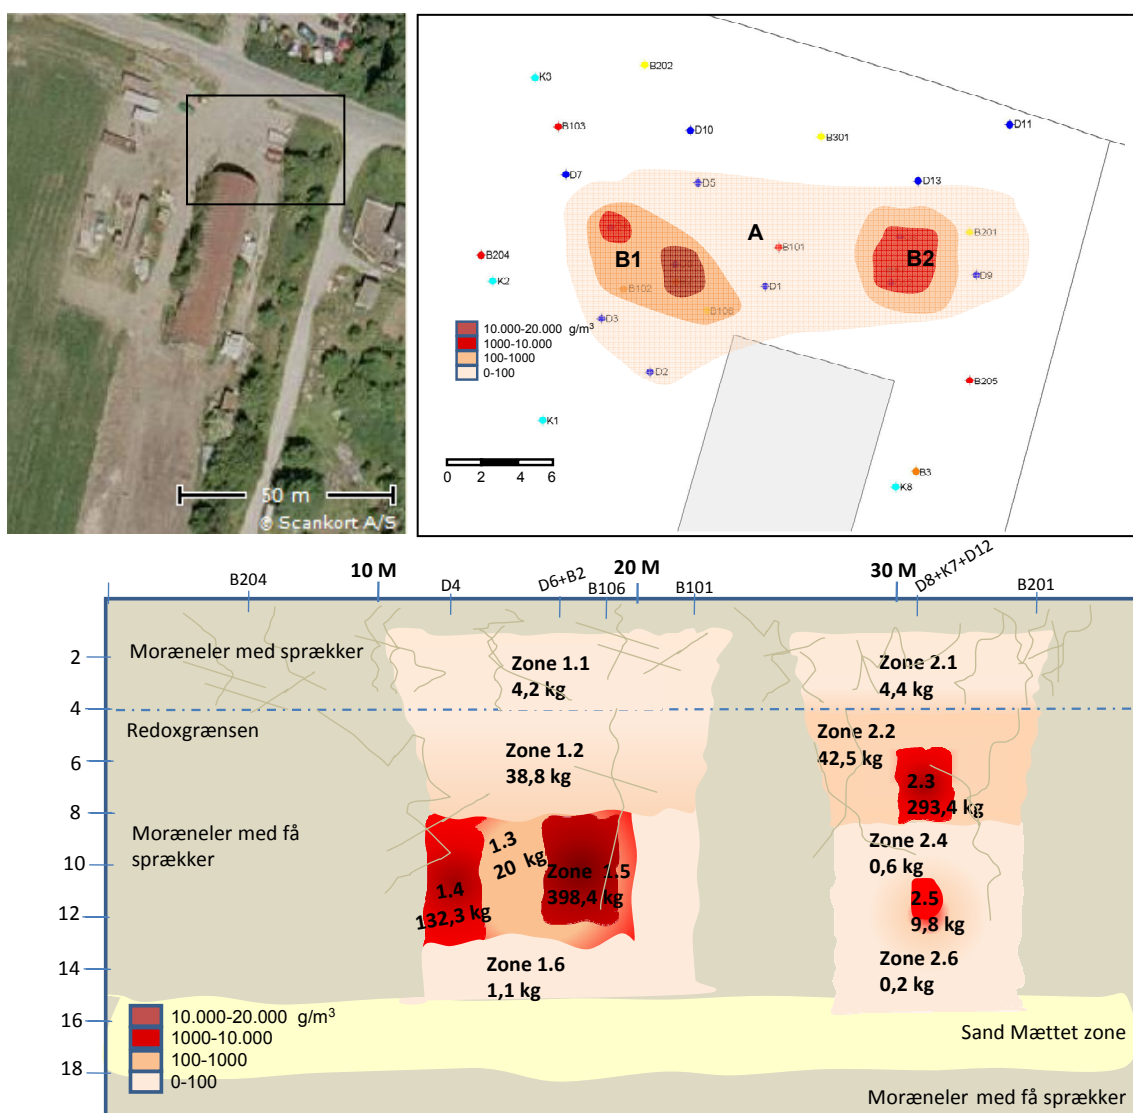 50 m
© Scankort A/S
B202
K3
B103
D10
B301
D11
D7
D5
D13
A
B101
B201
B1
B2
B204
K2
B102
D1
D9
D3
B106
10.000-20.000 g/m³
1000-10.000
100-1000
0-100
D2
B205
K1
0 2 4 6
B3
K8
10 M
20 M
30 M
B204
D4
D6+B2
B106
B101
D8+K7+D12
B201
2
Moræneler med sprækker
Zone 1.1
4,2 kg
Zone 2.1
4,4 kg
4
Redoxgrænsen
Zone 1.2
38,8 kg
Zone 2.2
42,5 kg
6
2.3
293,4 kg
8
Moræneler med få
sprækker
1.3
20 kg
Zone 2.4
0,6 kg
10
1.4
132,3 kg
Zone 1.5
398,4 kg
2.5
9,8 kg
12
Zone 1.6
1,1 kg
Zone 2.6
0,2 kg
14
16
10.000-20.000 g/m³
1000-10.000
100-1000
0-100
Sand Mættet zone
18
Moræneler med få sprækker